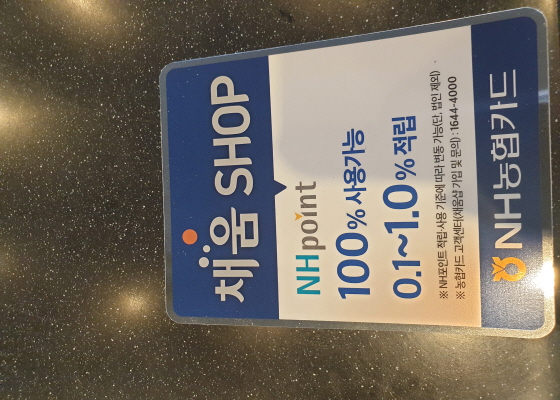 채움 SHOP
NHpoint
100% 사용가능
0.1~1.0% 적립
※ NH포인트 적립·사용 기준에 따라 변동 가능(단, 법인 제외)
※ 농협카드 고객센터(채움샵 가입 및 문의) : 1644-4000
NH농협카드